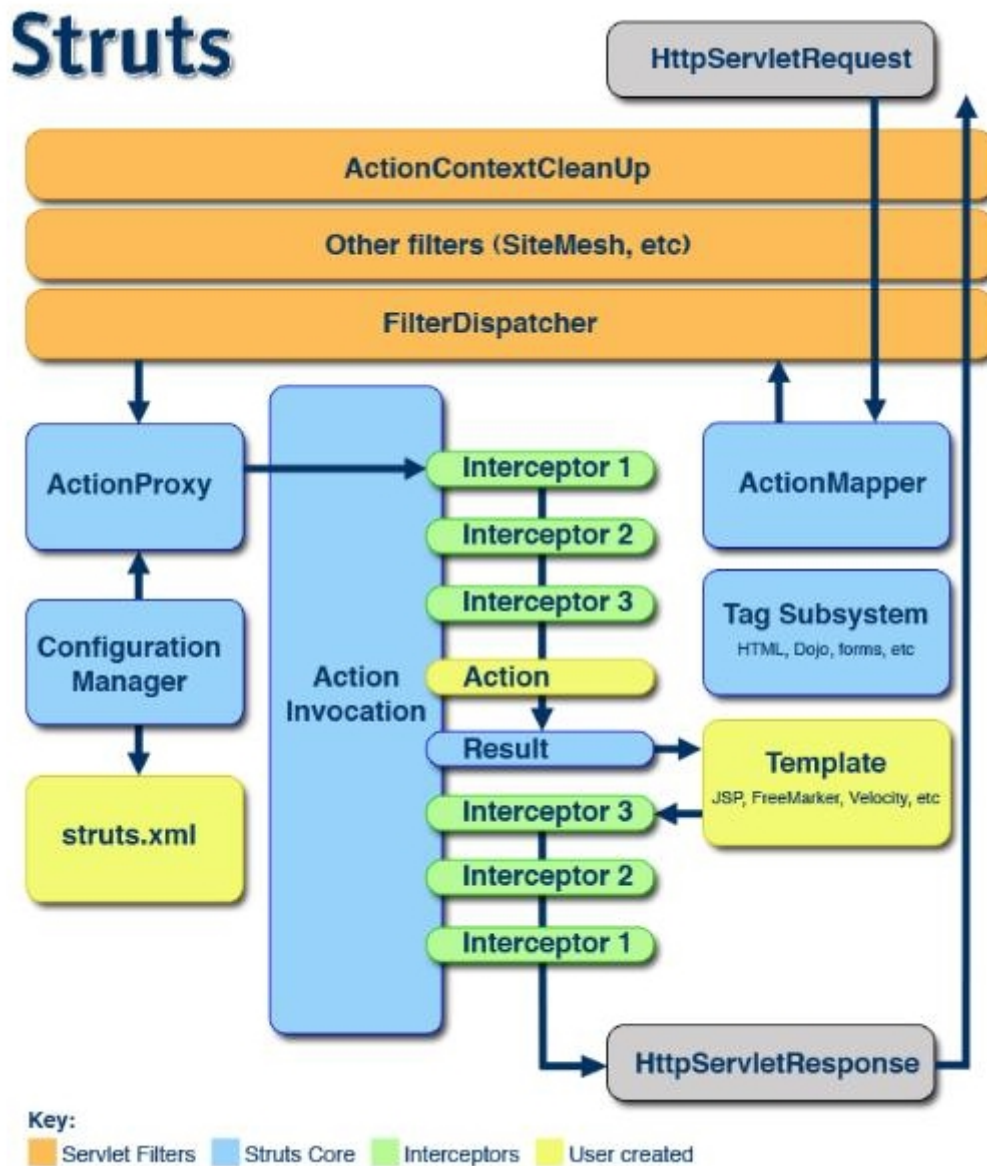 Struts
HttpServletRequest
ActionContextCleanUp
Other filters (SiteMesh, etc)
FilterDispatcher
ActionProxy
Interceptor 1
ActionMapper
Interceptor 2
Interceptor 3
Tag Subsystem
HTML, Dojo, forms, etc
Configuration
Manager
Action
Invocation
Action
Result
Template
JSP, FreeMarker, Velocity, etc
struts.xml
Interceptor 3
Interceptor 2
Interceptor 1
HttpServletResponse
Key:
Servlet Filters
Struts Core
Interceptors
User created